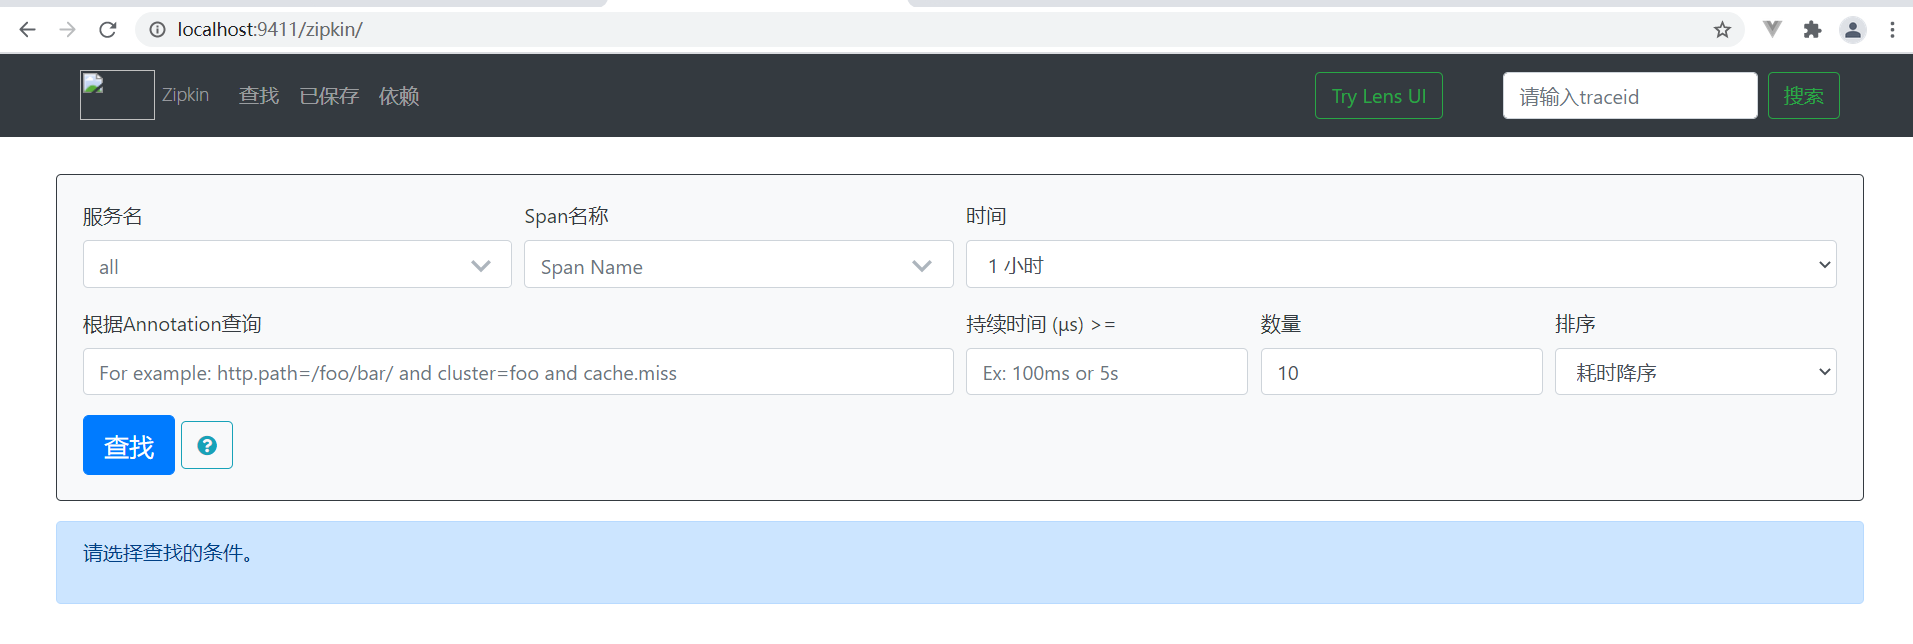 localhost:9411/zipkin/
Zipkin 查找 已保存 依赖 Try Lens UI 请输入traceid 搜索
服务名 Span名称 时间
all Span Name 1 小时
根据Annotation查询 持续时间 (μs) >= 数量 排序
For example: http.path=/foo/bar/ and cluster=foo and cache.miss Ex: 100ms or 5s 10 耗时降序
查找
请选择查找的条件。